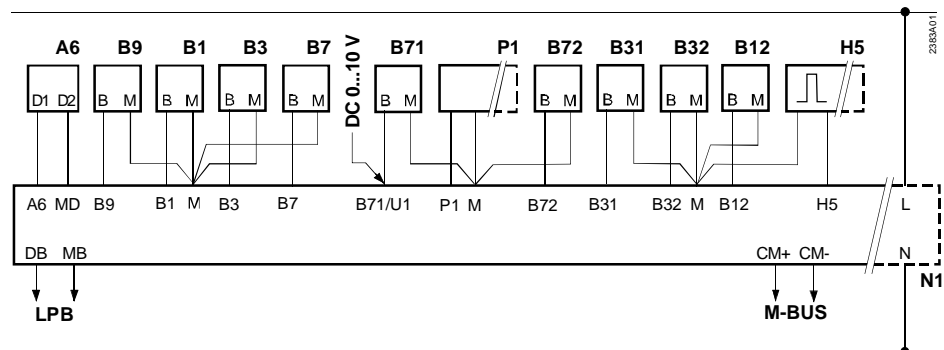 A6 B9 B1 B3 B7 B71 P1 B72 B31 B32 B12 H5
2383A01
DC 0...10 V
D1 D2 B M B M B M B M B M B M B M B M B M
A6 MD B9 B1 M B3 B7 B71/U1 P1 M B72 B31 B32 M B12 H5 L
DB MB CM+ CM- N
N1
LPB M-BUS